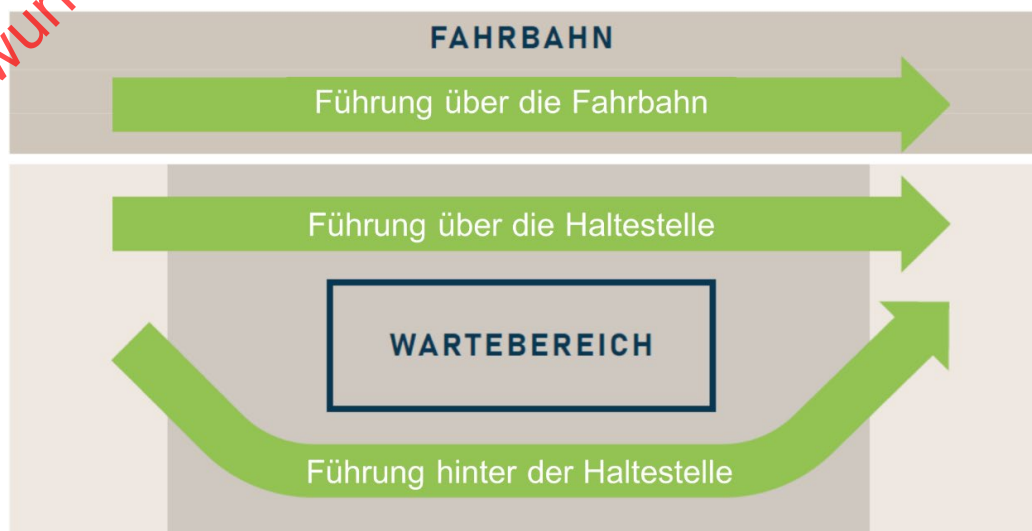 FAHRBAHN
Führung über die Fahrbahn
Führung über die Haltestelle
WARTEBEREICH
Führung hinter der Haltestelle